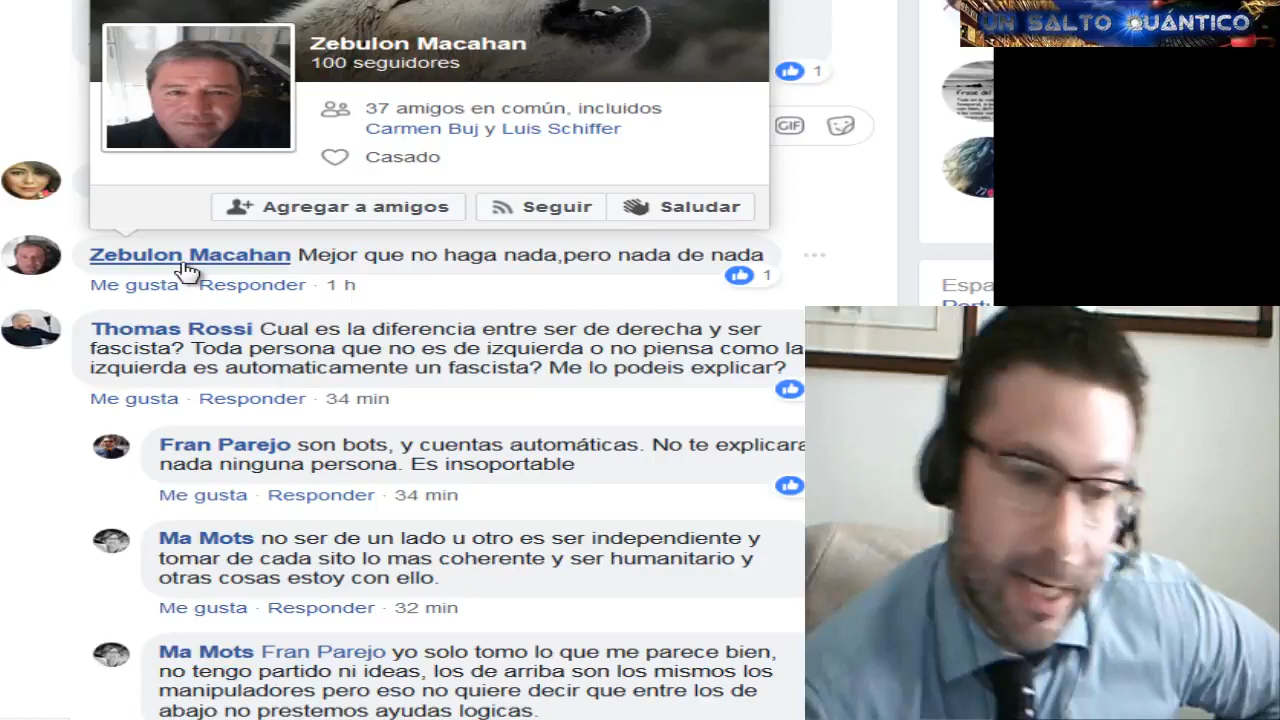 UN SALTO QUÁNTICO
Zebulon Macahan
100 seguidores
37 amigos en común, incluidos
Carmen Buj y Luis Schiffer
Casado
Agregar a amigos
Seguir
Saludar
1
GIF
Frase del
Zebulon Macahan Mejor que no haga nada,pero nada de nada
1
Me gusta · Responder · 1 h
Espa
Thomas Rossi Cual es la diferencia entre ser de derecha y ser
fascista? Toda persona que no es de izquierda o no piensa como la
izquierda es automaticamente un fascista? Me lo podeis explicar?
Me gusta · Responder · 34 min
Fran Parejo son bots, y cuentas automáticas. No te explicara
nada ninguna persona. Es insoportable
Me gusta · Responder · 34 min
Ma Mots no ser de un lado u otro es ser independiente y
tomar de cada sito lo mas coherente y ser humanitario y
otras cosas estoy con ello.
Me gusta · Responder · 32 min
Ma Mots Fran Parejo yo solo tomo lo que me parece bien,
no tengo partido ni ideas, los de arriba son los mismos los
manipuladores pero eso no quiere decir que entre los de
abajo no prestemos ayudas logicas.